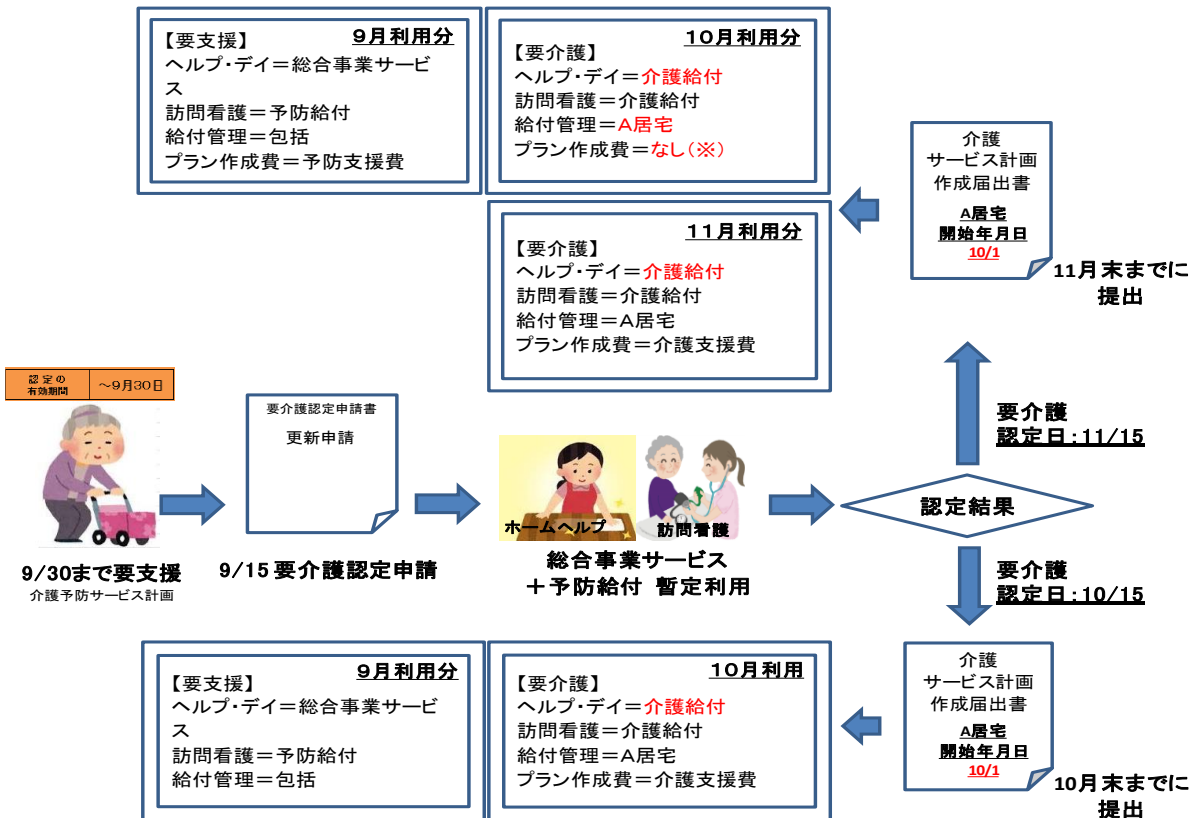 【要支援】 ９月利用分
ヘルプ・デイ＝総合事業サービ
ス
訪問看護＝予防給付
給付管理＝包括
プラン作成費＝予防支援費
１０月利用分
【要介護】
ヘルプ・デイ＝介護給付
訪問看護＝介護給付
給付管理＝Ａ居宅
プラン作成費＝なし（※）
介護
サービス計画
作成届出書
A居宅
開始年月日
10/1
11月末までに
提出
１１月利用分
【要介護】
ヘルプ・デイ＝介護給付
訪問看護＝介護給付
給付管理＝Ａ居宅
プラン作成費＝介護支援費
認定の
有効期間
～9月30日
9/30まで要支援
介護予防サービス計画
要介護認定申請書
更新申請
9/15 要介護認定申請
ホームヘルプ
訪問看護
総合事業サービス
＋予防給付 暫定利用
要介護
認定日：11/15
認定結果
要介護
認定日：10/15
９月利用分
【要支援】
ヘルプ・デイ＝総合事業サービ
ス
訪問看護＝予防給付
給付管理＝包括
１０月利用
【要介護】
ヘルプ・デイ＝介護給付
訪問看護＝介護給付
給付管理＝Ａ居宅
プラン作成費＝介護支援費
介護
サービス計画
作成届出書
A居宅
開始年月日
10/1
10月末までに
提出